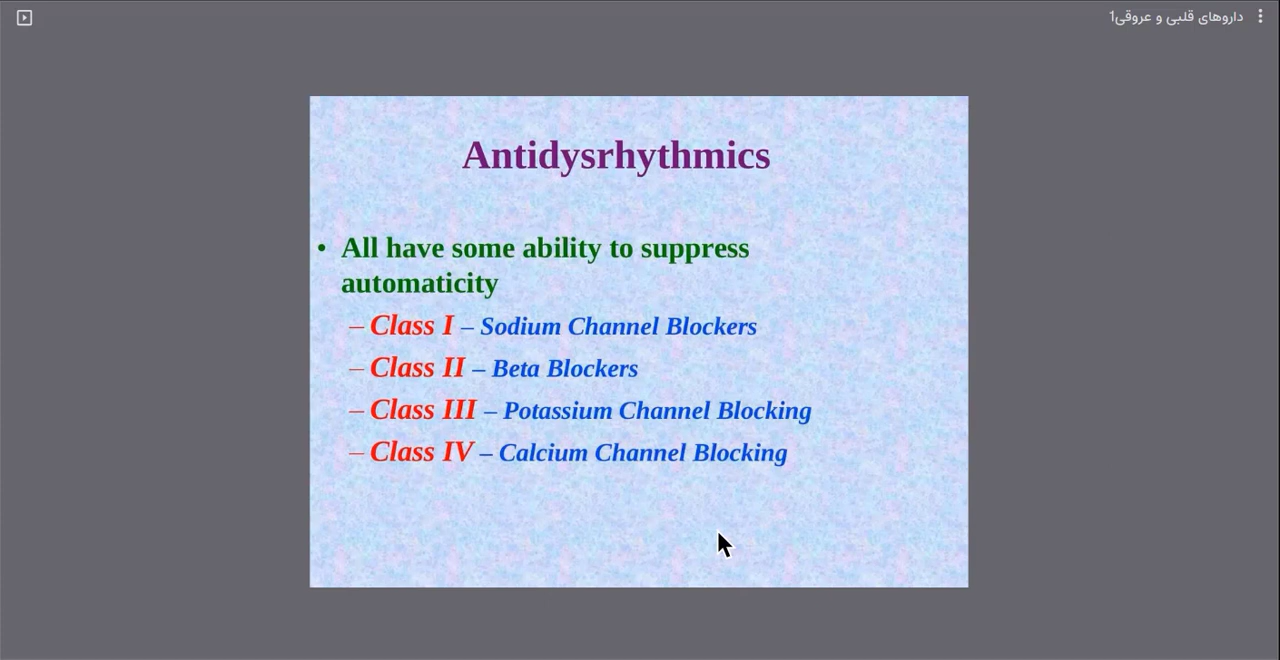 داروهای قلبی و عروقی1
Antidysrhythmics
• All have some ability to suppress
automaticity
– Class I – Sodium Channel Blockers
– Class II – Beta Blockers
– Class III – Potassium Channel Blocking
– Class IV – Calcium Channel Blocking